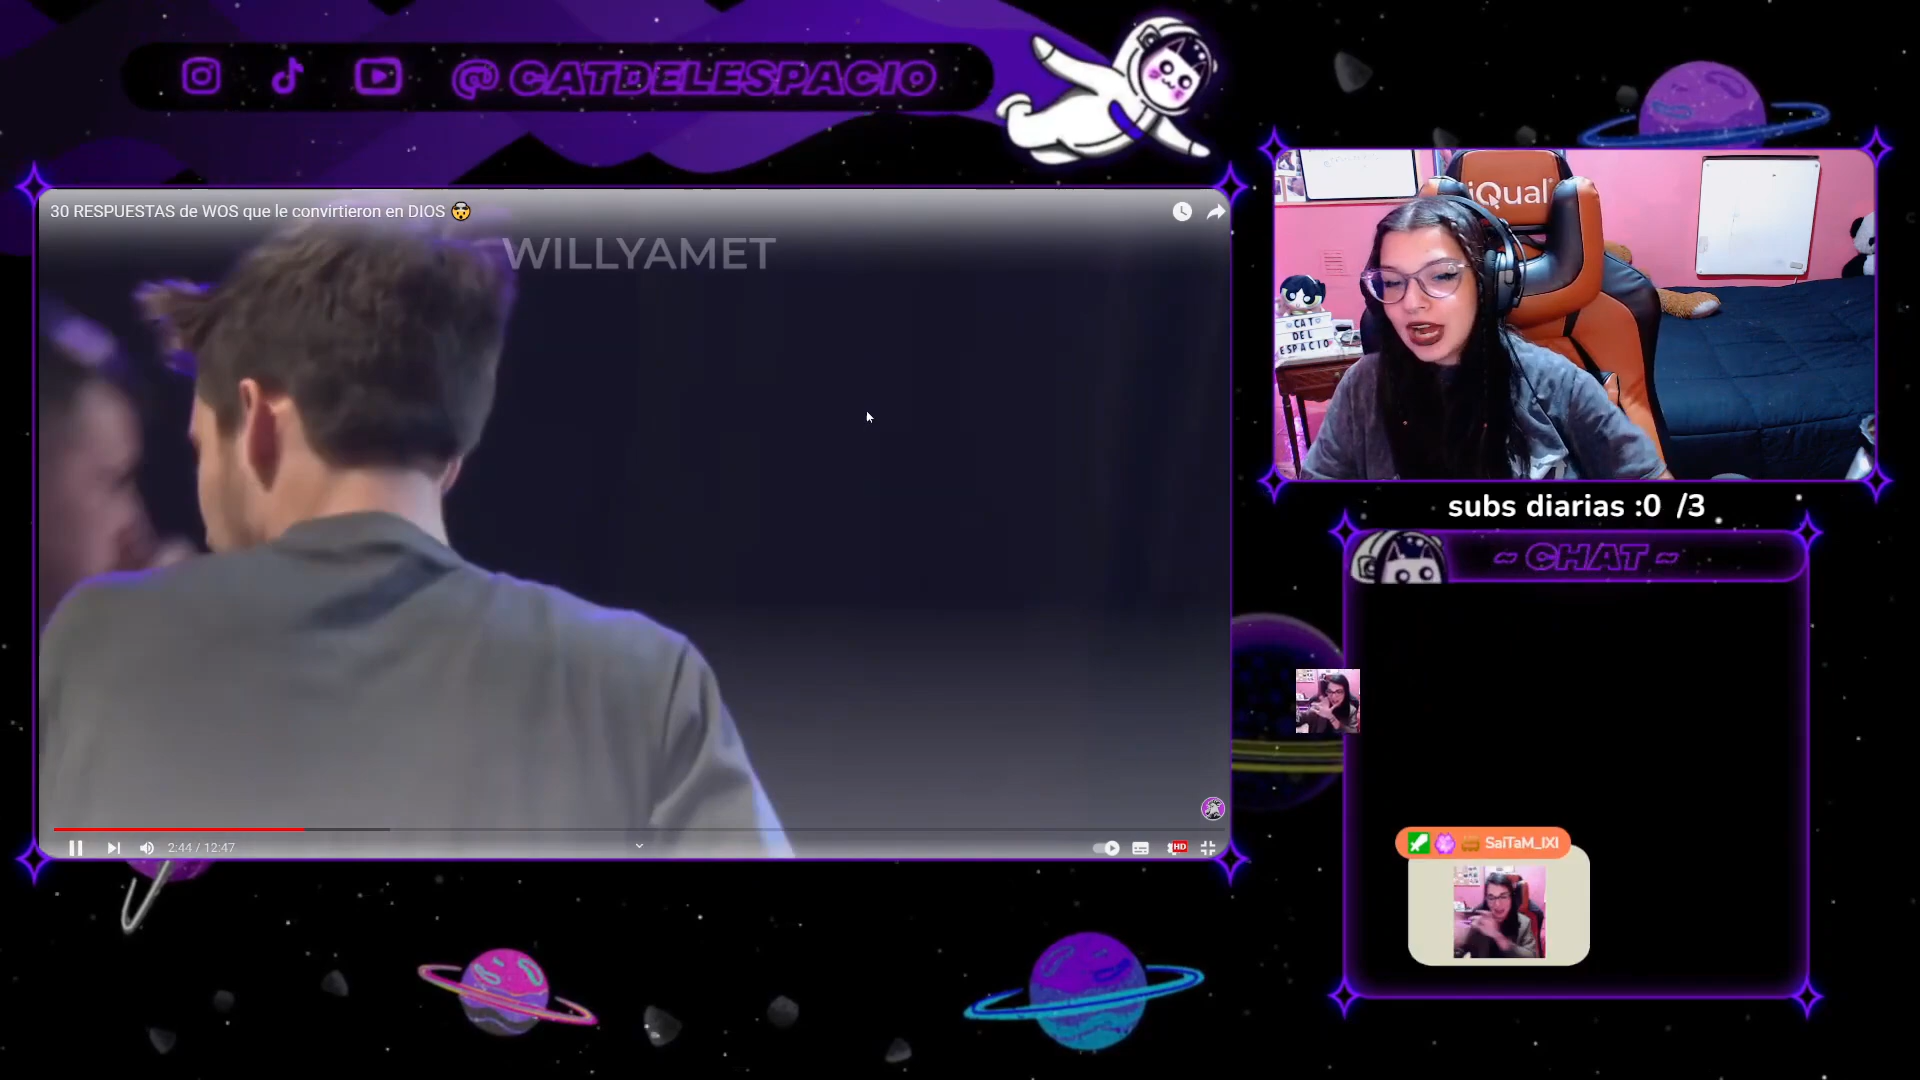 @CATDELESPACIO
30 RESPUESTAS de WOS que le convirtieron en DIOS
WILLYAMET
iQual
CAT
DEL
ESPACIO
subs diarias :0 /3
~ CHAT ~
SaiTaM_IXI
2:44 / 12:47
HD